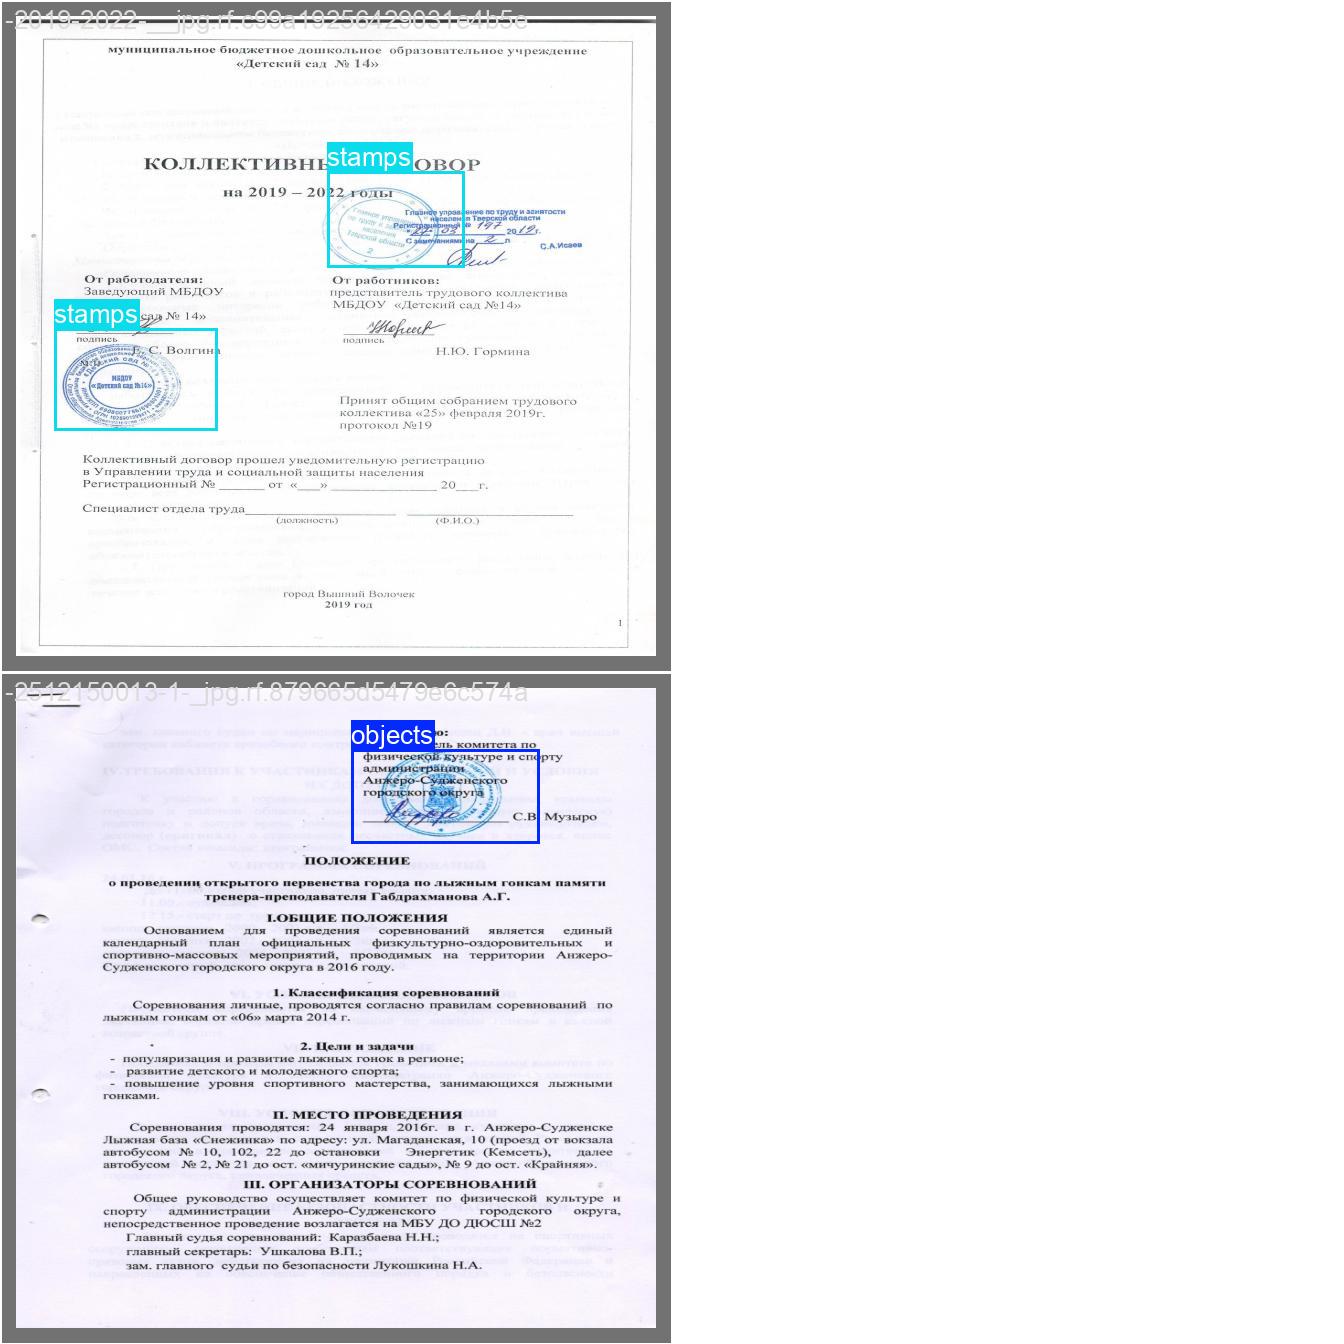 -2019-2022-__jpg.rf.c99a19256429031e4b5e
муниципальное бюджетное дошкольное образовательное учреждение
«Детский сад № 14»
stamps
КОЛЛЕКТИВНЫ ОВОР
на 2019 – 2022 годы
Главное управление
по труду и
населения
Тверской области
2
Главное управление по труду и занятости
населения Тверской области
Регистрационный № 197
03 2019г.
С замечаниями на 2 л
С.А.Исаев
От работодателя:
Заведующий МБДОУ
stamps
сад № 14»
подпись
Е. С. Волгина
М.П.
МБДОУ
«Детский сад №14»
От работников:
представитель трудового коллектива
МБДОУ «Детский сад №14»
подпись
Н.Ю. Гормина
Принят общим собранием трудового
коллектива «25» февраля 2019г.
протокол №19
Коллективный договор прошел уведомительную регистрацию
в Управлении труда и социальной защиты населения
Регистрационный № ______ от «___» ______________ 20___г.
Специалист отдела труда____________________ ______________________
(должность) (Ф.И.О.)
город Вышний Волочек
2019 год
1
-2512150013-1-_jpg.rf.879665d5479e6c574a
objects
ю:
ель комитета по
физической культуре и спорту
администрации
Анжеро-Судженского
городского округа
С.В. Музыро
ПОЛОЖЕНИЕ
о проведении открытого первенства города по лыжным гонкам памяти
тренера-преподавателя Габдрахманова А.Г.
I.ОБЩИЕ ПОЛОЖЕНИЯ
Основанием для проведения соревнований является единый
календарный план официальных физкультурно-оздоровительных и
спортивно-массовых мероприятий, проводимых на территории Анжеро-
Судженского городского округа в 2016 году.
1. Классификация соревнований
Соревнования личные, проводятся согласно правилам соревнований по
лыжным гонкам от «06» марта 2014 г.
2. Цели и задачи
- популяризация и развитие лыжных гонок в регионе;
- развитие детского и молодежного спорта;
- повышение уровня спортивного мастерства, занимающихся лыжными
гонками.
II. МЕСТО ПРОВЕДЕНИЯ
Соревнования проводятся: 24 января 2016г. в г. Анжеро-Судженске
Лыжная база «Снежинка» по адресу: ул. Магаданская, 10 (проезд от вокзала
автобусом № 10, 102, 22 до остановки Энергетик (Кемсеть), далее
автобусом № 2, № 21 до ост. «мичуринские сады», № 9 до ост. «Крайняя».
III. ОРГАНИЗАТОРЫ СОРЕВНОВАНИЙ
Общее руководство осуществляет комитет по физической культуре и
спорту администрации Анжеро-Судженского городского округа,
непосредственное проведение возлагается на МБУ ДО ДЮСШ №2
Главный судья соревнований: Каразбаева Н.Н.;
главный секретарь: Ушкалова В.П.;
зам. главного судьи по безопасности Лукошкина Н.А.